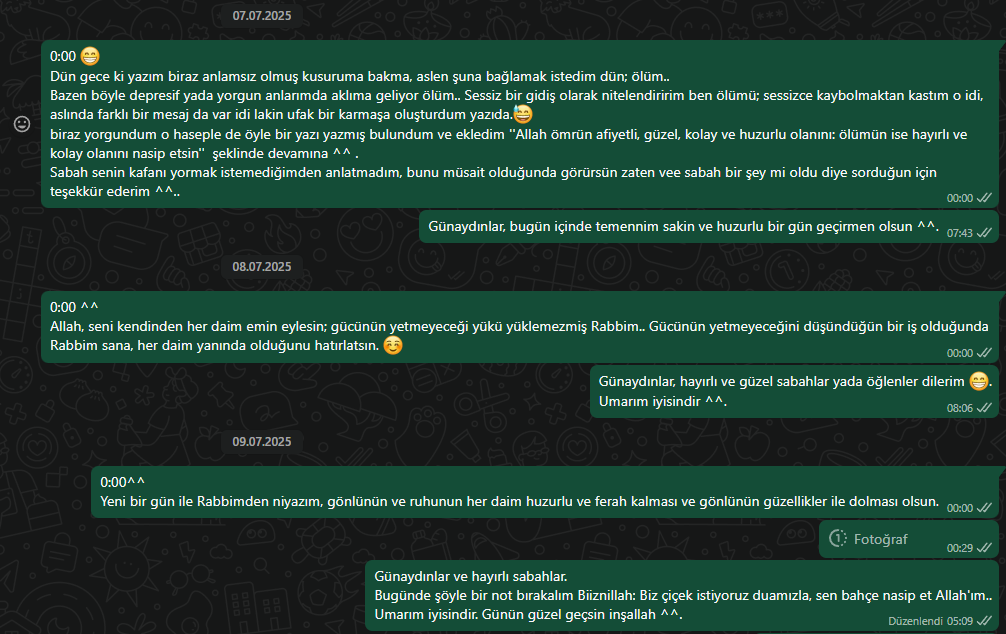 07.07.2025
0:00 😁
Dün gece ki yazım biraz anlamsız olmuş kusuruma bakma, aslen şuna bağlamak istedim dün; ölüm..
Bazen böyle depresif yada yorgun anlarımda aklıma geliyor ölüm.. Sessiz bir gidiş olarak nitelendiririm ben ölümü; sessizce kaybolmaktan kastım o idi,
aslında farklı bir mesaj da var idi lakin ufak bir karmaşa oluşturdum yazıda.😅
biraz yorgundum o haseple de öyle bir yazı yazmış bulundum ve ekledim ''Allah ömrün afiyetli, güzel, kolay ve huzurlu olanını: ölümün ise hayırlı ve
kolay olanını nasip etsin'' şeklinde devamına ^^ .
Sabah senin kafanı yormak istemediğimden anlatmadım, bunu müsait olduğunda görürsün zaten vee sabah bir şey mi oldu diye sorduğun için
teşekkür ederim ^^..
00:00
Günaydınlar, bugün içinde temennim sakin ve huzurlu bir gün geçirmen olsun ^^.
07:43
08.07.2025
0:00 ^^
Allah, seni kendinden her daim emin eylesin; gücünün yetmeyeceği yükü yüklemezmiş Rabbim.. Gücünün yetmeyeceğini düşündüğün bir iş olduğunda
Rabbim sana, her daim yanında olduğunu hatırlatsın. ☺️
00:00
Günaydınlar, hayırlı ve güzel sabahlar yada öğlenler dilerim 😁.
Umarım iyisindir ^^.
08:06
09.07.2025
0:00^^
Yeni bir gün ile Rabbimden niyazım, gönlünün ve ruhunun her daim huzurlu ve ferah kalması ve gönlünün güzellikler ile dolması olsun.
00:00
1 Fotoğraf
00:29
Günaydınlar ve hayırlı sabahlar.
Bugünde şöyle bir not bırakalım Biiznillah: Biz çiçek istiyoruz duamızla, sen bahçe nasip et Allah'ım..
Umarım iyisindir. Günün güzel geçsin inşallah ^^.
Düzenlendi 05:09